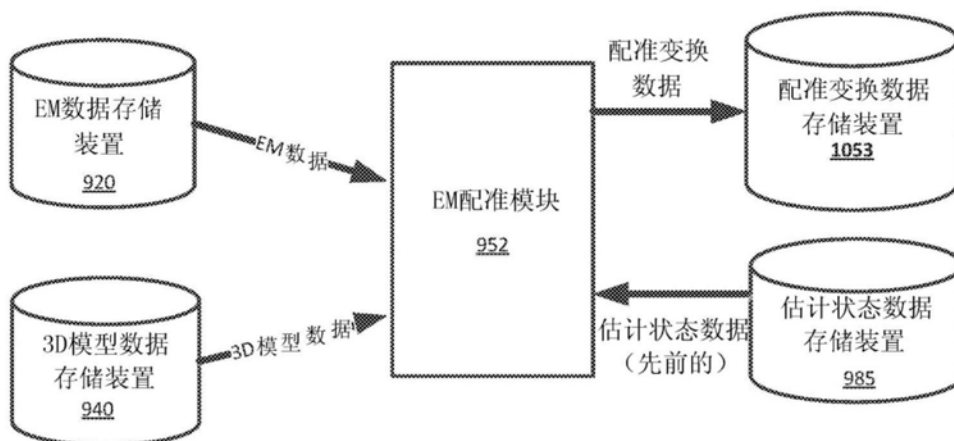 EM数据存储
装置
920
EM数据
3D模型数据
存储装置
940
3D模型数据
EM配准模块
952
配准变换
数据
配准变换数据
存储装置
1053
估计状态数据
（先前的）
估计状态数据
存储装置
985